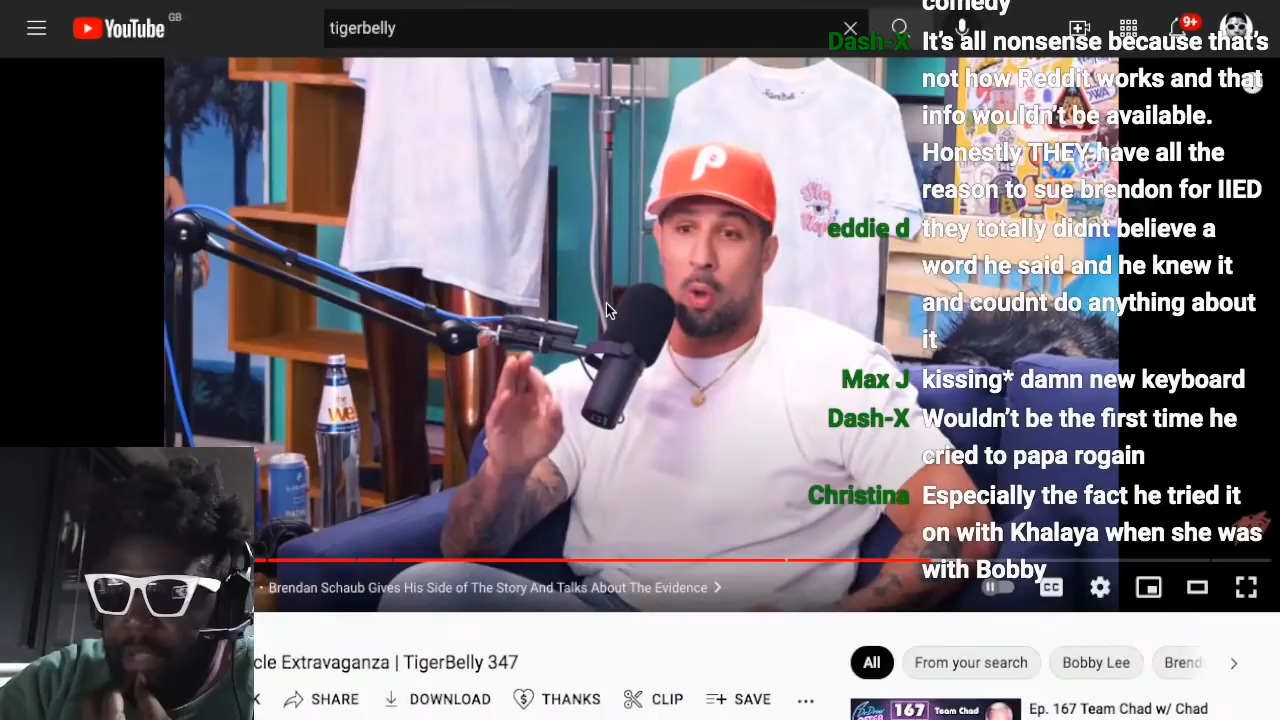 YouTube GB
tigerbelly
9+
comedy
Dash-X It's all nonsense because that's
not how Reddit works and that
info wouldn't be available.
Honestly THEY have all the
reason to sue brendon for IIED
eddie d they totally didnt believe a
word he said and he knew it
and coudnt do anything about
it
Max J kissing* damn new keyboard
Dash-X Wouldn't be the first time he
cried to papa rogain
Christina Especially the fact he tried it
on with Khalaya when she was
with Bobby
P
the
well
• Brendan Schaub Gives His Side of The Story And Talks About The Evidence >
CC
cle Extravaganza | TigerBelly 347
SHARE DOWNLOAD THANKS CLIP SAVE ...
All From your search Bobby Lee Brend
167 Team Chad
Ep. 167 Team Chad w/ Chad